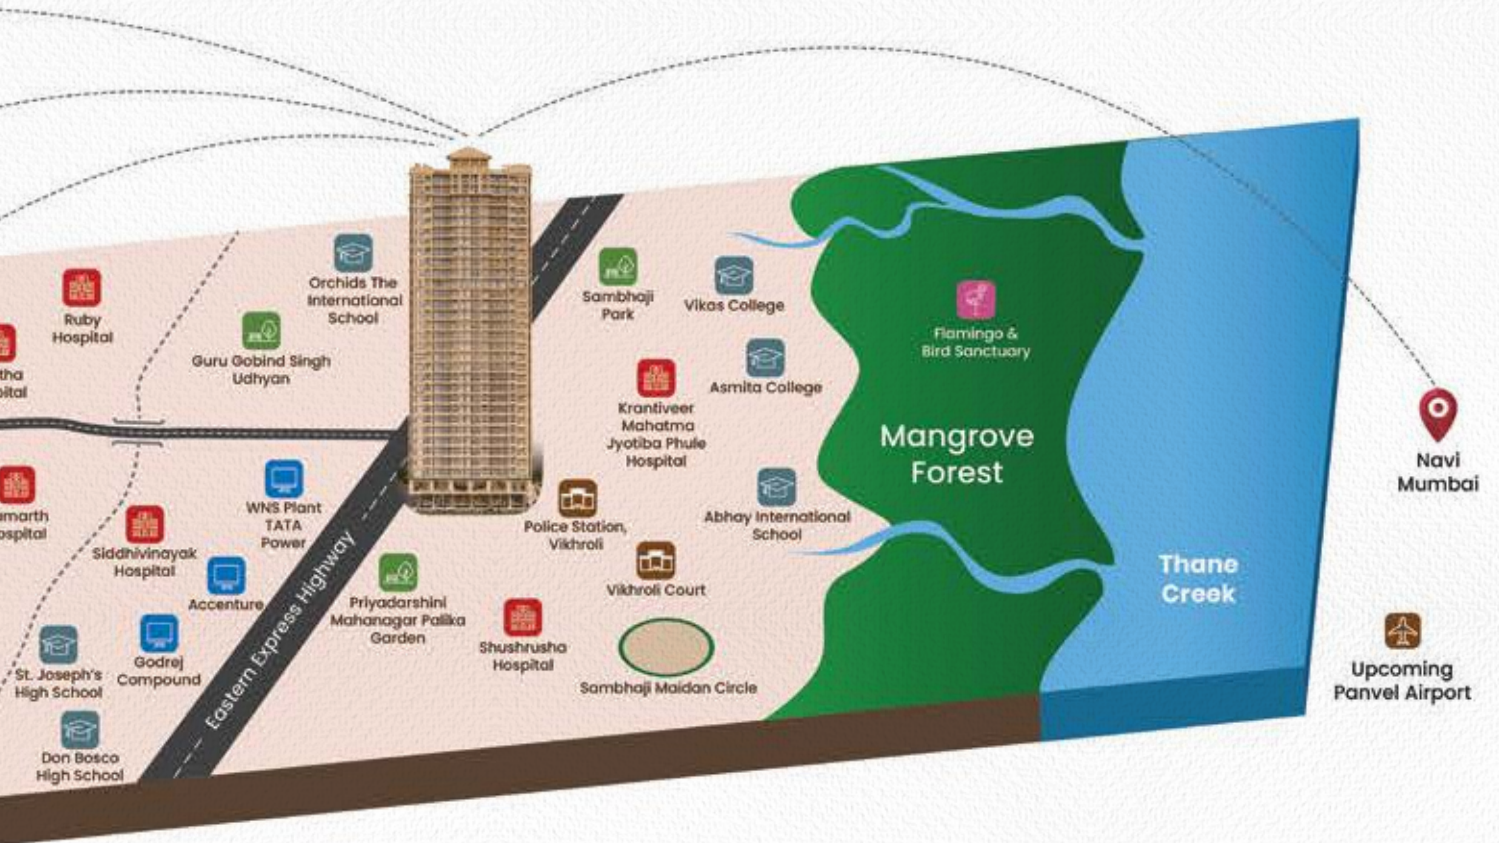 Orchids The
International
School
Ruby
Hospital
Guru Gobind Singh
Udhyan
Sambhaji
Park
Vikas College
Asmita College
Flamingo &
Bird Sanctuary
Krantiveer
Mahatma
Jyotiba Phule
Hospital
Mangrove
Forest
Navi
Mumbai
WNS Plant
TATA
Power
Siddhivinayak
Hospital
Accenture
Eastern Express Highway
Police Station,
Vikhroli
Abhay International
School
Vikhroli Court
Priyadarshini
Mahanagar Palika
Garden
Shushrusha
Hospital
Sambhaji Maidan Circle
Thane
Creek
Upcoming
Panvel Airport
St. Joseph's
High School
Godrej
Compound
Don Bosco
High School